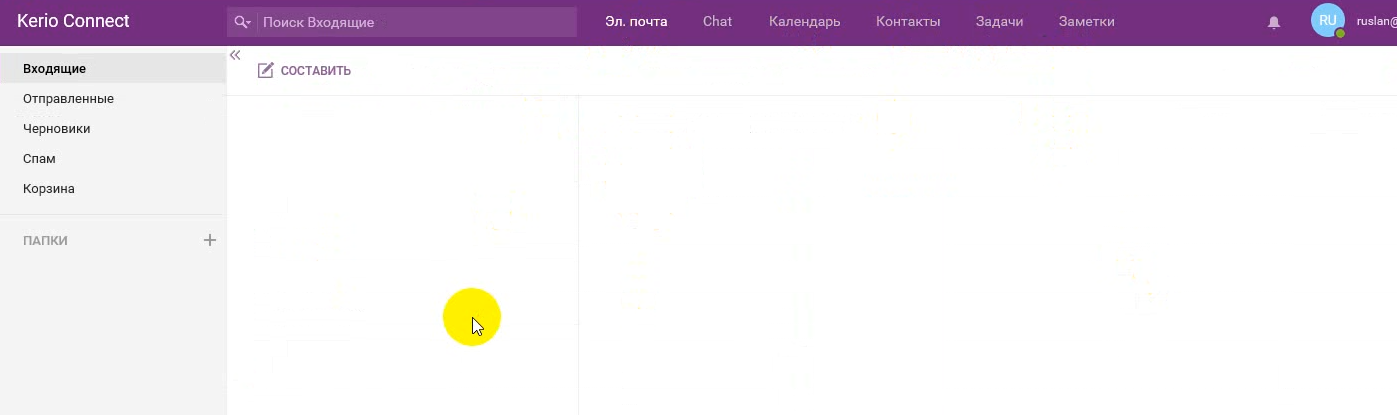 Kerio Connect
Поиск Входящие
Эл. почта
Chat
Календарь
Контакты
Задачи
Заметки
RU
ruslan@
Входящие
Отправленные
Черновики
Спам
Корзина
ПАПКИ
СОСТАВИТЬ